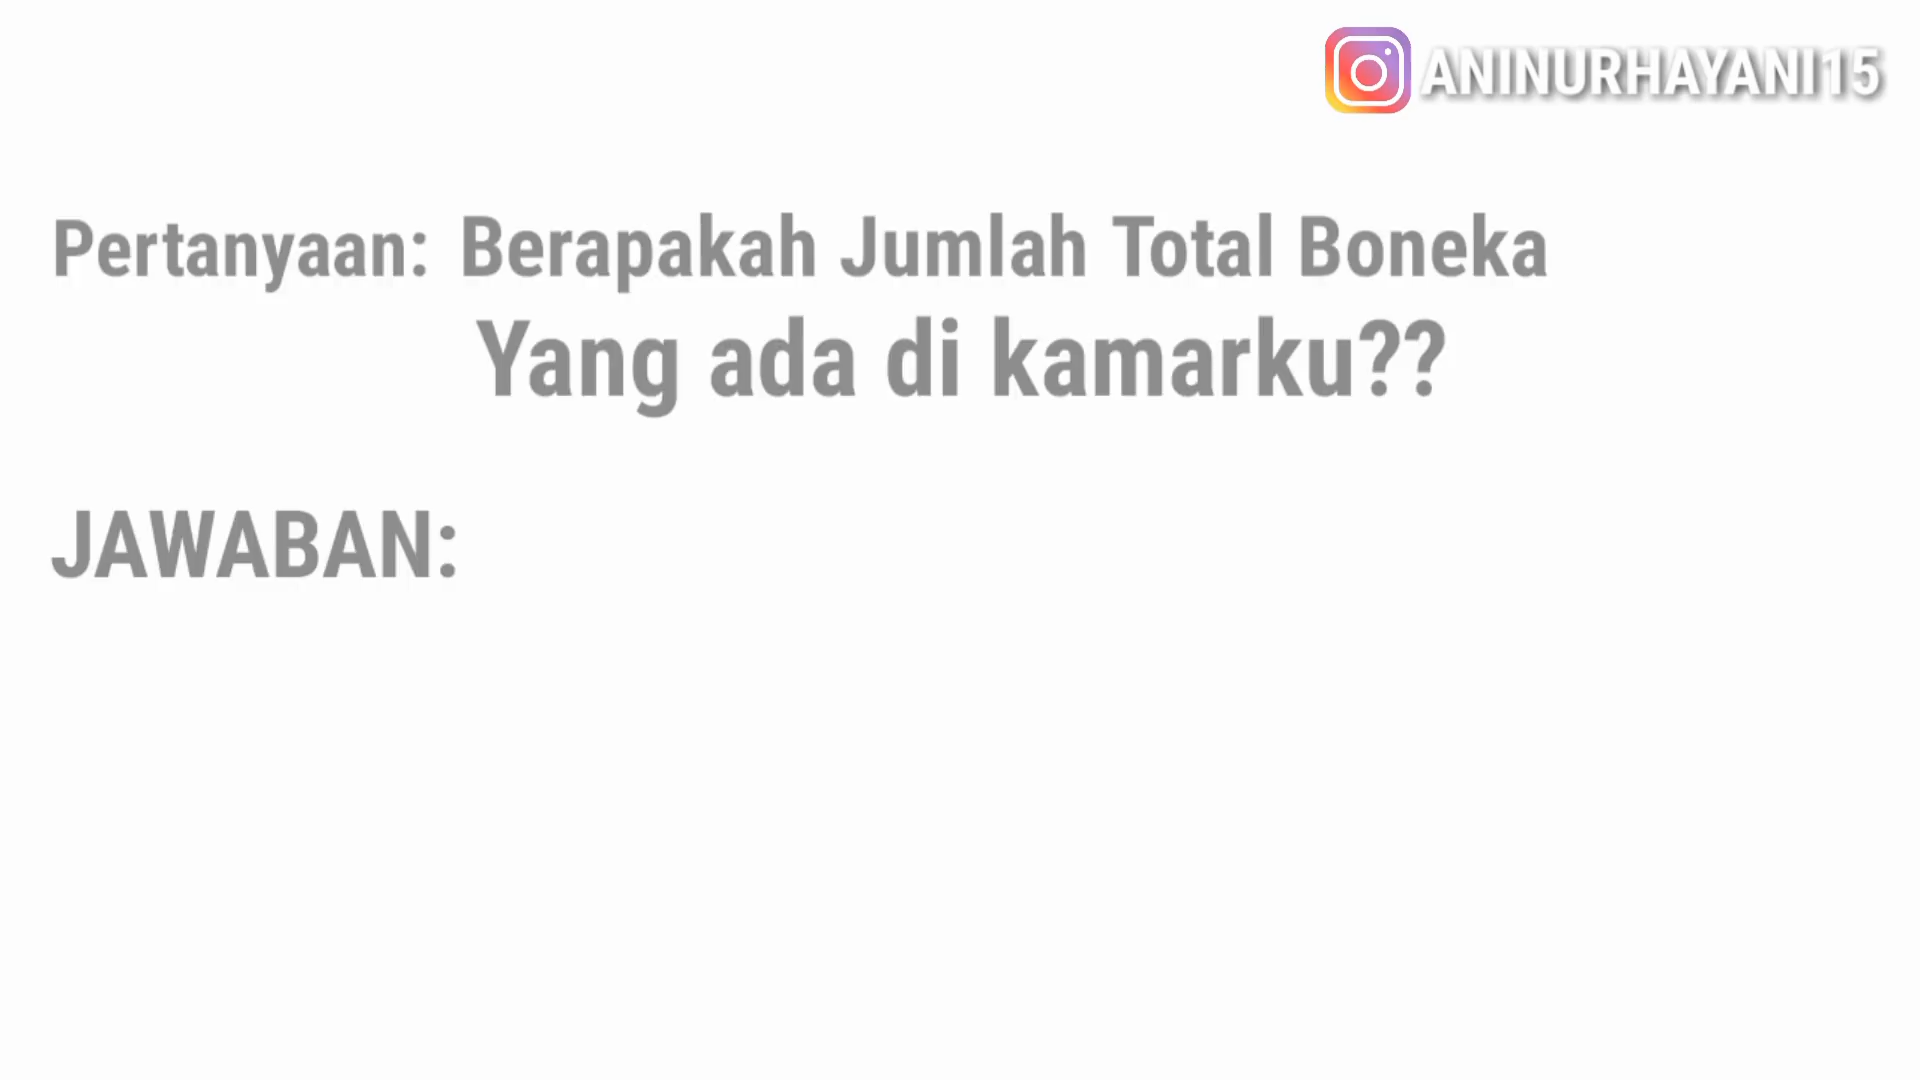 ANINURHAYANI15
Pertanyaan: Berapakah Jumlah Total Boneka
Yang ada di kamarku??
JAWABAN: